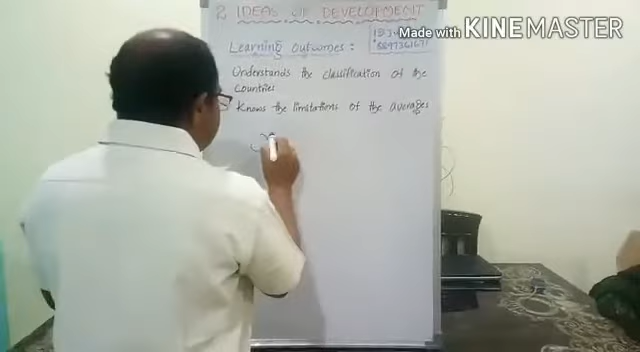 2 IDEAS OF DEVELOPMENT
Made with KINE MASTER
Learning Outcomes :
Understands the classification of the
Countries
Knows the limitations of the averages